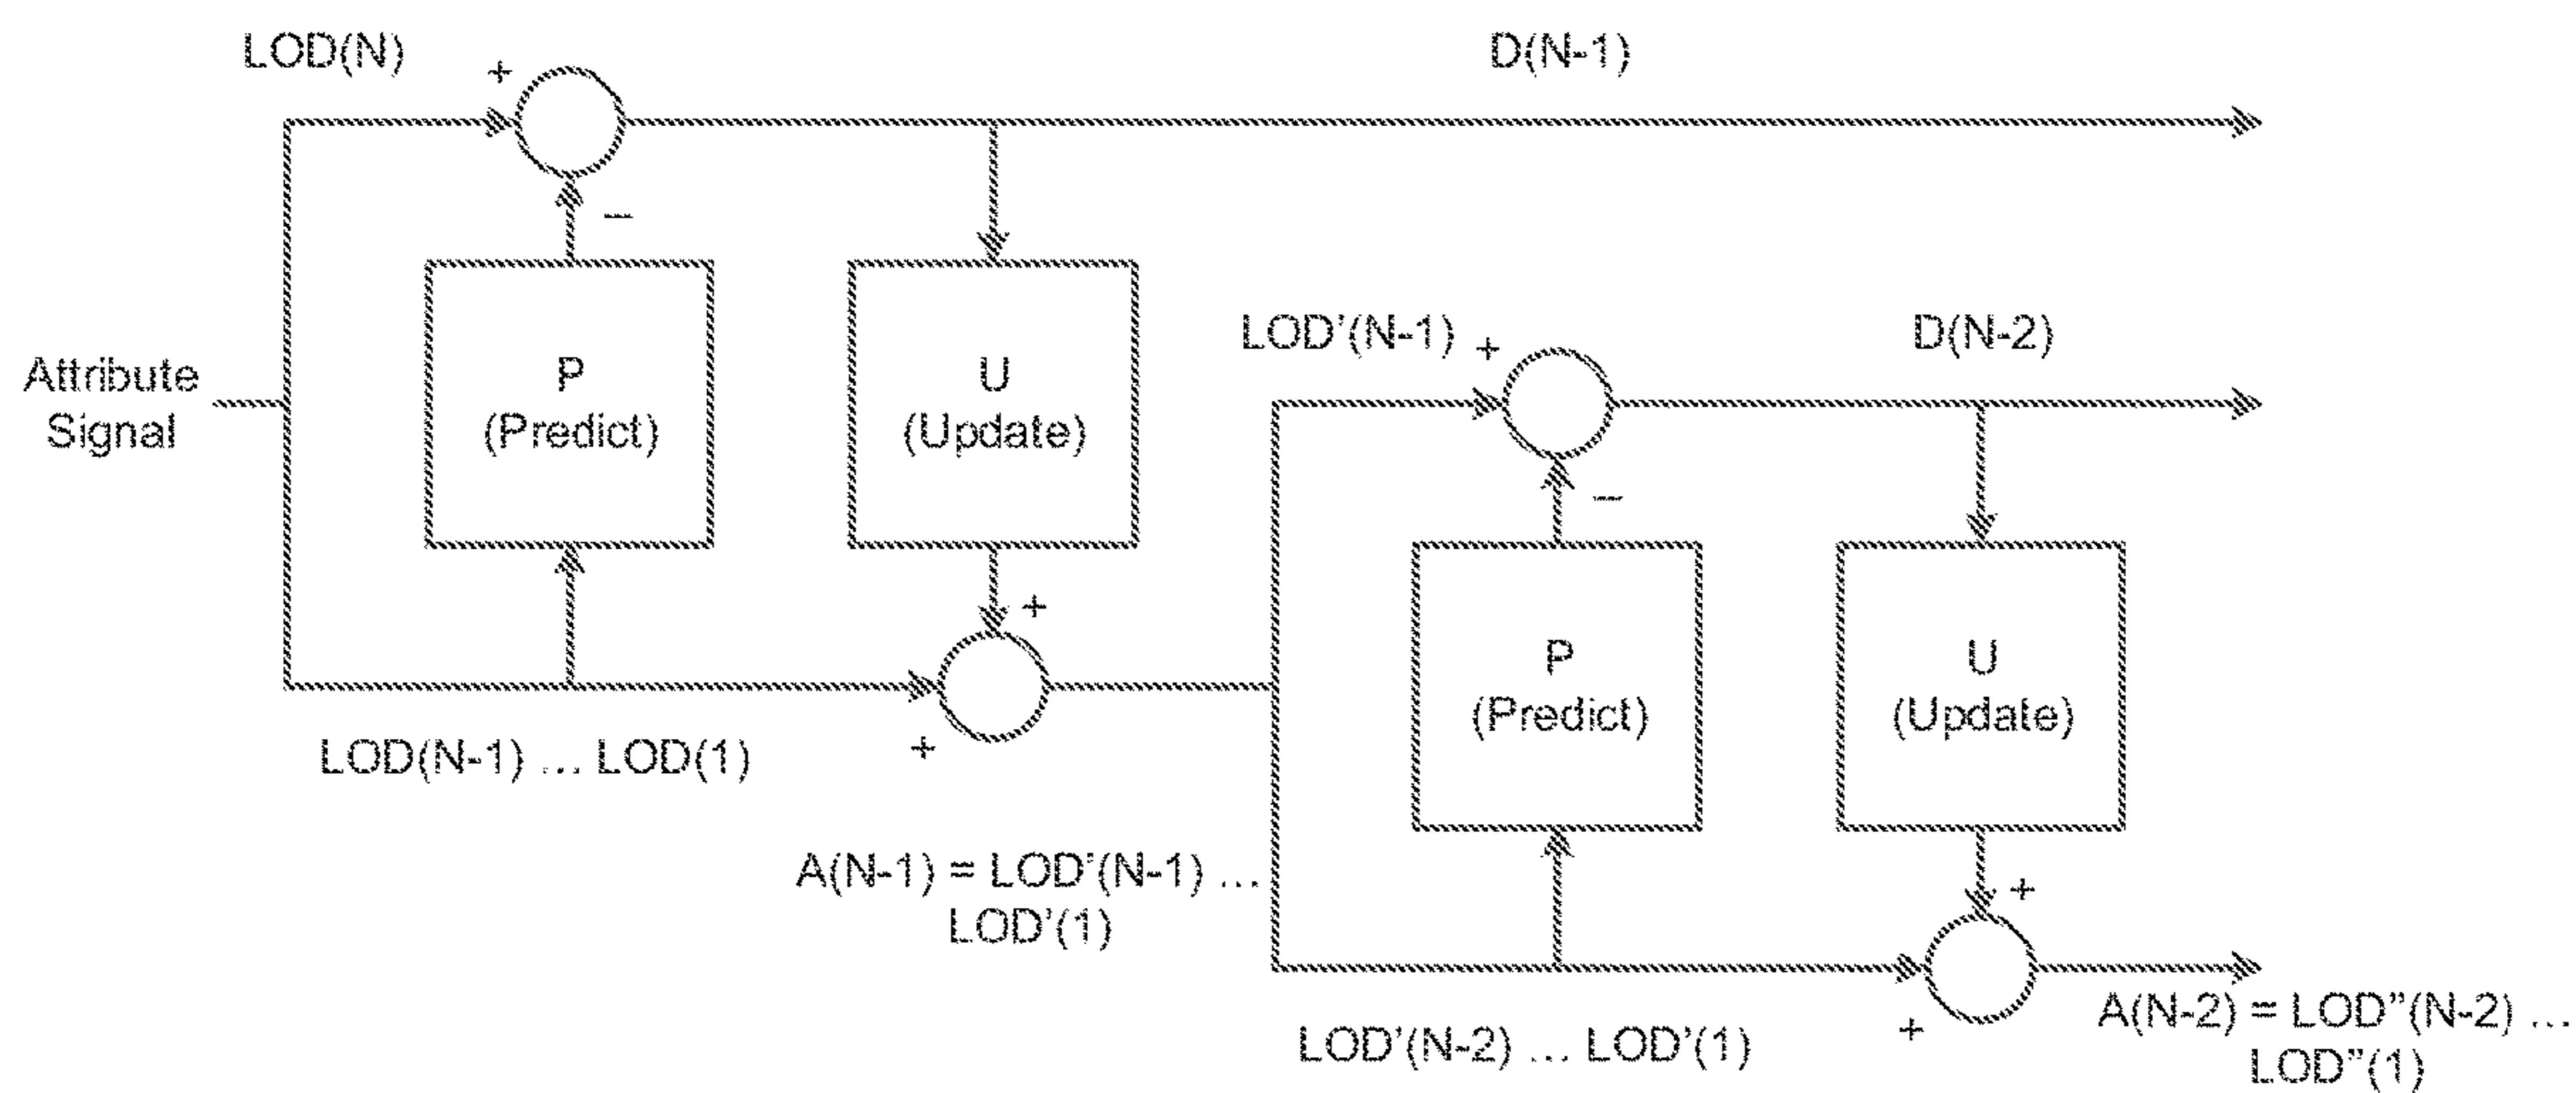 LOD(N)
+
D(N-1)
–
Attribute
Signal
P
(Predict)
U
(Update)
LOD'(N-1)
+
D(N-2)
–
+
+
LOD(N-1) ... LOD(1)
P
(Predict)
U
(Update)
A(N-1) = LOD'(N-1) ...
LOD'(1)
+
+
LOD'(N-2) ... LOD'(1)
A(N-2) = LOD"(N-2) ...
LOD"(1)